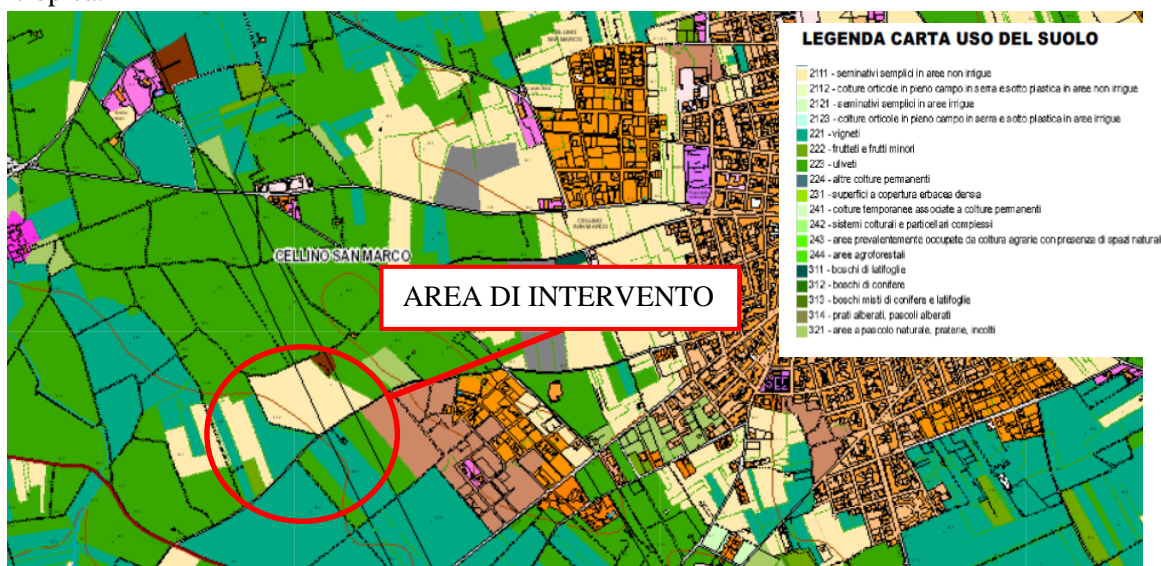 LEGENDA CARTA USO DEL SUOLO
2111 - seminativi semplici in aree non irrigue
2112 - colture orticole in pieno campo in serra e sotto plastica in aree non irrigue
2121 - seminativi semplici in aree irrigue
2123 - colture orticole in pieno campo in serra e sotto plastica in aree irrigue
221 - vigneti
222 - frutteti e frutti minori
223 - uliveti
224 - altre colture permanenti
231 - superfici a copertura erbacea densa
241 - colture temporanee associate a colture permanenti
242 - sistemi colturali e particellari complessi
243 - aree prevalentemente occupate da coltura agrarie con presenza di spazi natural
244 - aree agroforestali
311 - boschi di latifoglie
312 - boschi di conifere
313 - boschi misti di conifere e latifoglie
314 - prati alberati, pascoli alberati
321 - aree a pascolo naturale, praterie, incolti
CELLINO
SAN MARCO
CELLINO
SAN MARCO
CELLINO SAN MARCO
AREA DI INTERVENTO